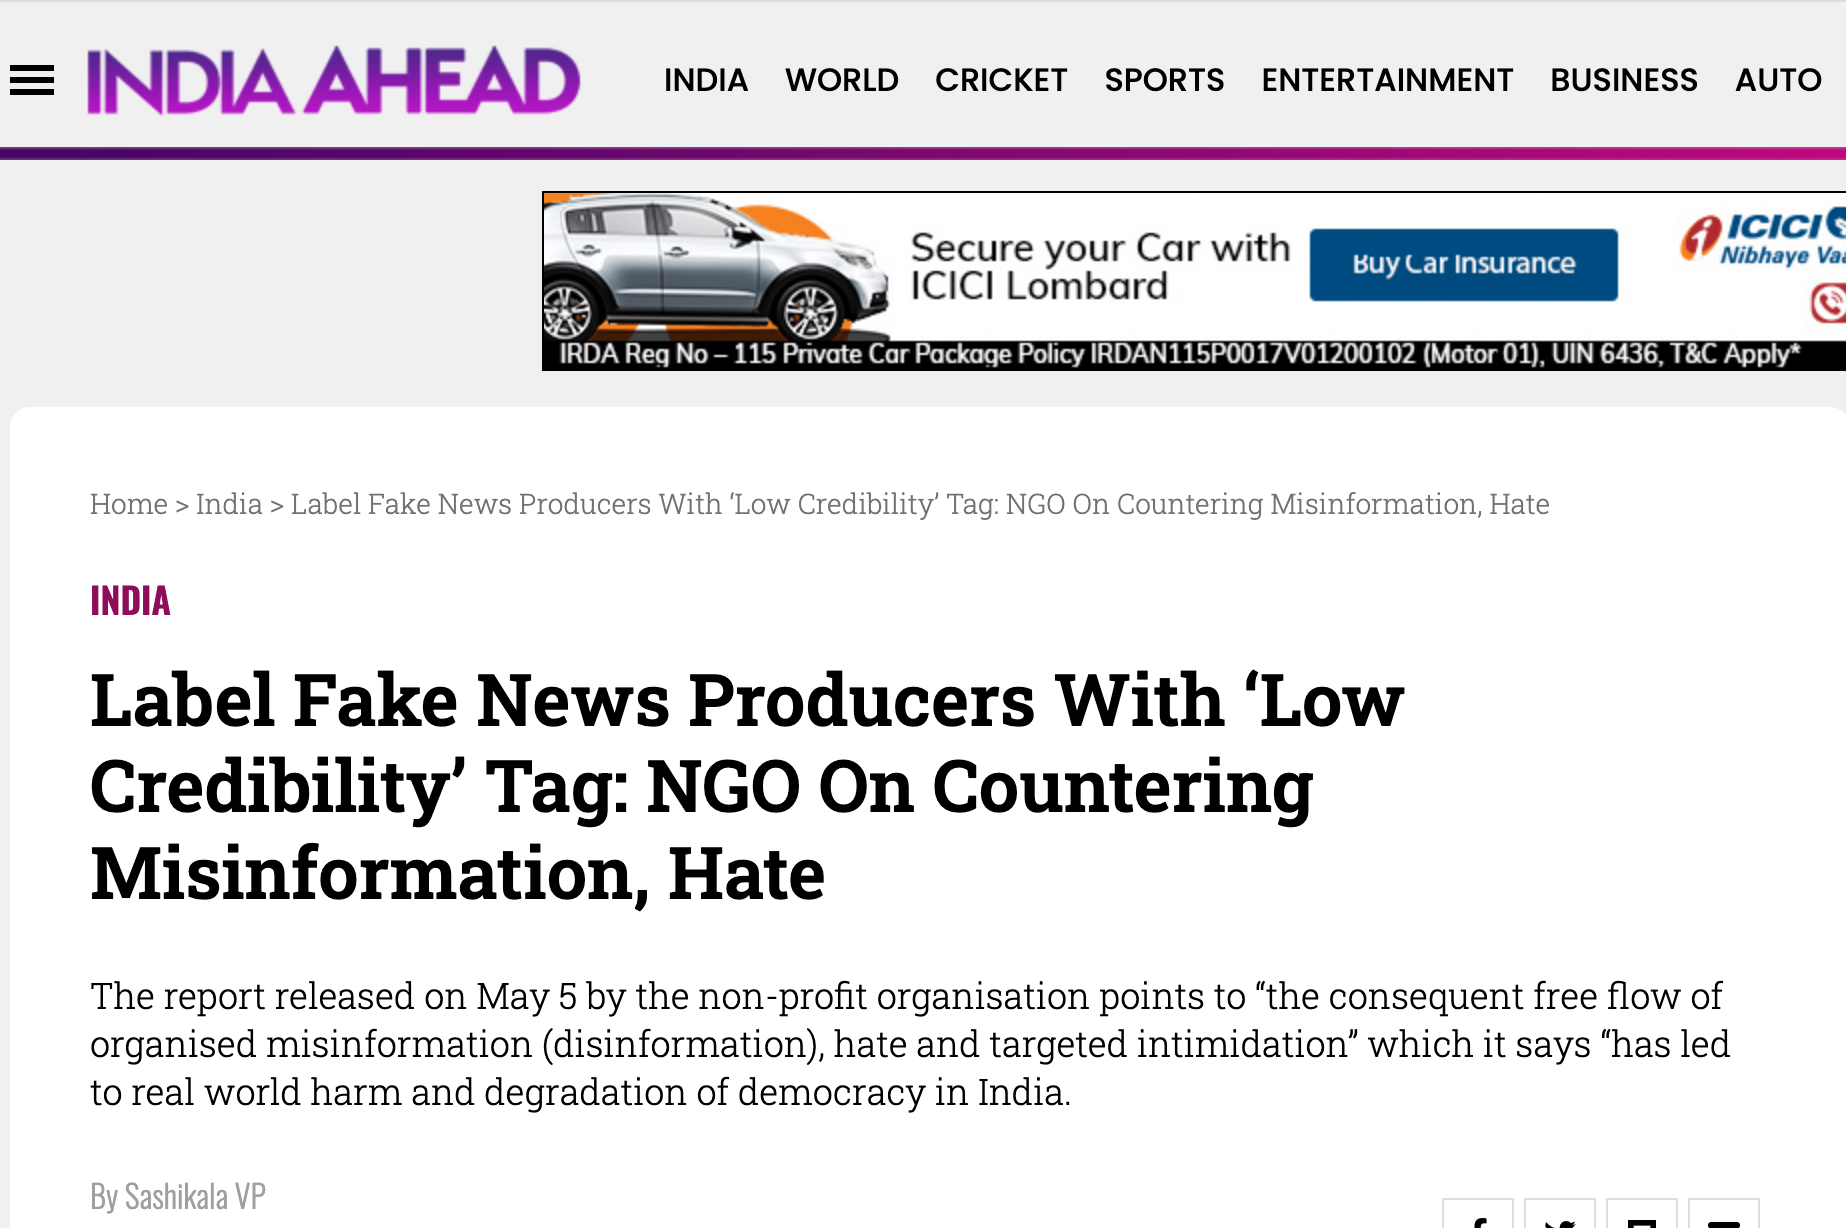 INDIA AHEAD
INDIA WORLD CRICKET SPORTS ENTERTAINMENT BUSINESS AUTO
Secure your Car with
ICICI Lombard
Buy Car Insurance
ICICI
Nibhaye
IRDA Reg No – 115 Private Car Package Policy IRDAN115P0017V01200102 (Motor 01), UIN 6436, T&C Apply*
Home > India > Label Fake News Producers With ‘Low Credibility’ Tag: NGO On Countering Misinformation, Hate
INDIA
Label Fake News Producers With ‘Low
Credibility’ Tag: NGO On Countering
Misinformation, Hate
The report released on May 5 by the non-profit organisation points to “the consequent free flow of
organised misinformation (disinformation), hate and targeted intimidation” which it says “has led
to real world harm and degradation of democracy in India.
By Sashikala VP